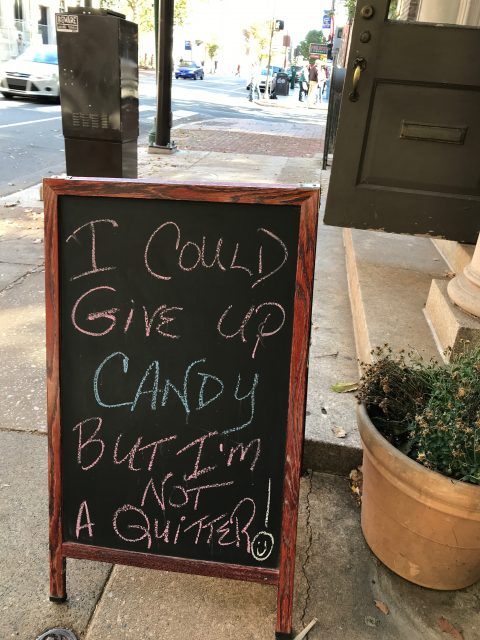 I COULD
GIVE UP
CANDY
BUT I'M
NOT
A QUITTER!